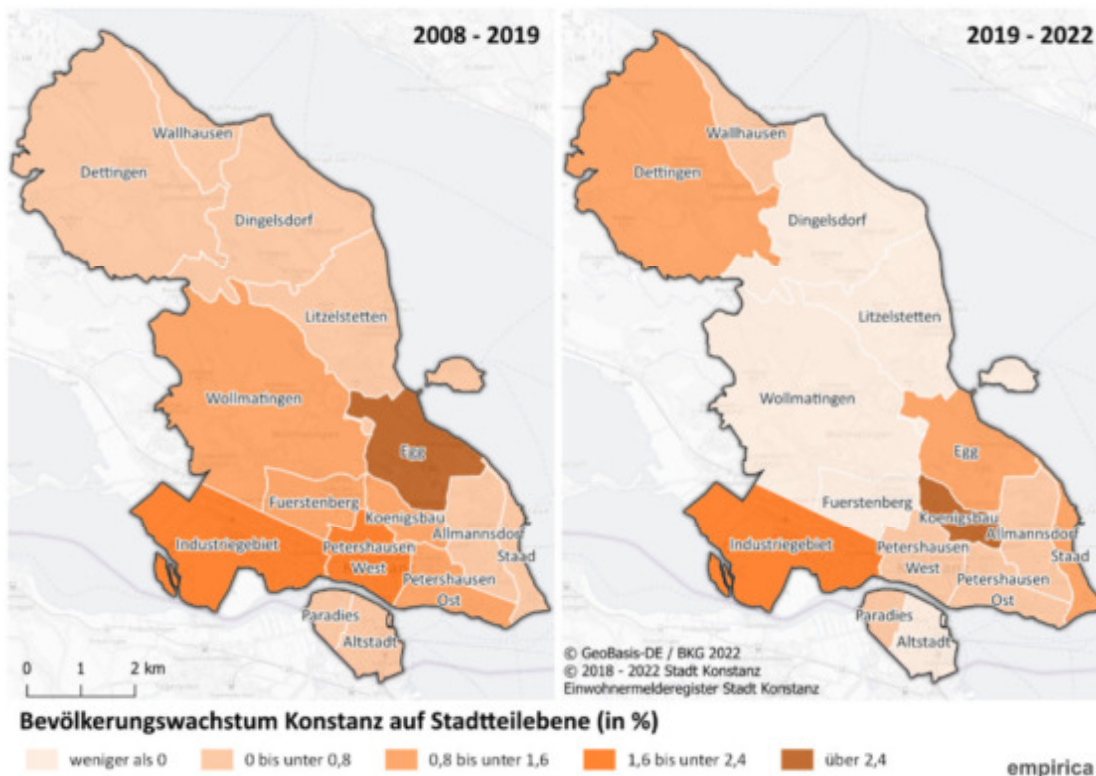 2008 - 2019
Wallhausen
Dettingen
Dingelsdorf
Litzelstetten
Wollmatingen
Egg
Fuerstenberg
Koenigsbau
Allmannsdorf
Industriegebiet
Petershausen
West
Staad
Petershausen
Ost
Paradies
Altstadt
0 1 2 km
2019 - 2022
Wallhausen
Dettingen
Dingelsdorf
Litzelstetten
Wollmatingen
Egg
Fuerstenberg
Koenigsbau
Allmannsdorf
Industriegebiet
Petershausen
West
Staad
Petershausen
Ost
Paradies
Altstadt
© GeoBasis-DE / BKG 2022
© 2018 - 2022 Stadt Konstanz
Einwohnermelderegister Stadt Konstanz
Bevölkerungswachstum Konstanz auf Stadtteilebene (in %)
weniger als 0
0 bis unter 0,8
0,8 bis unter 1,6
1,6 bis unter 2,4
über 2,4
empirica